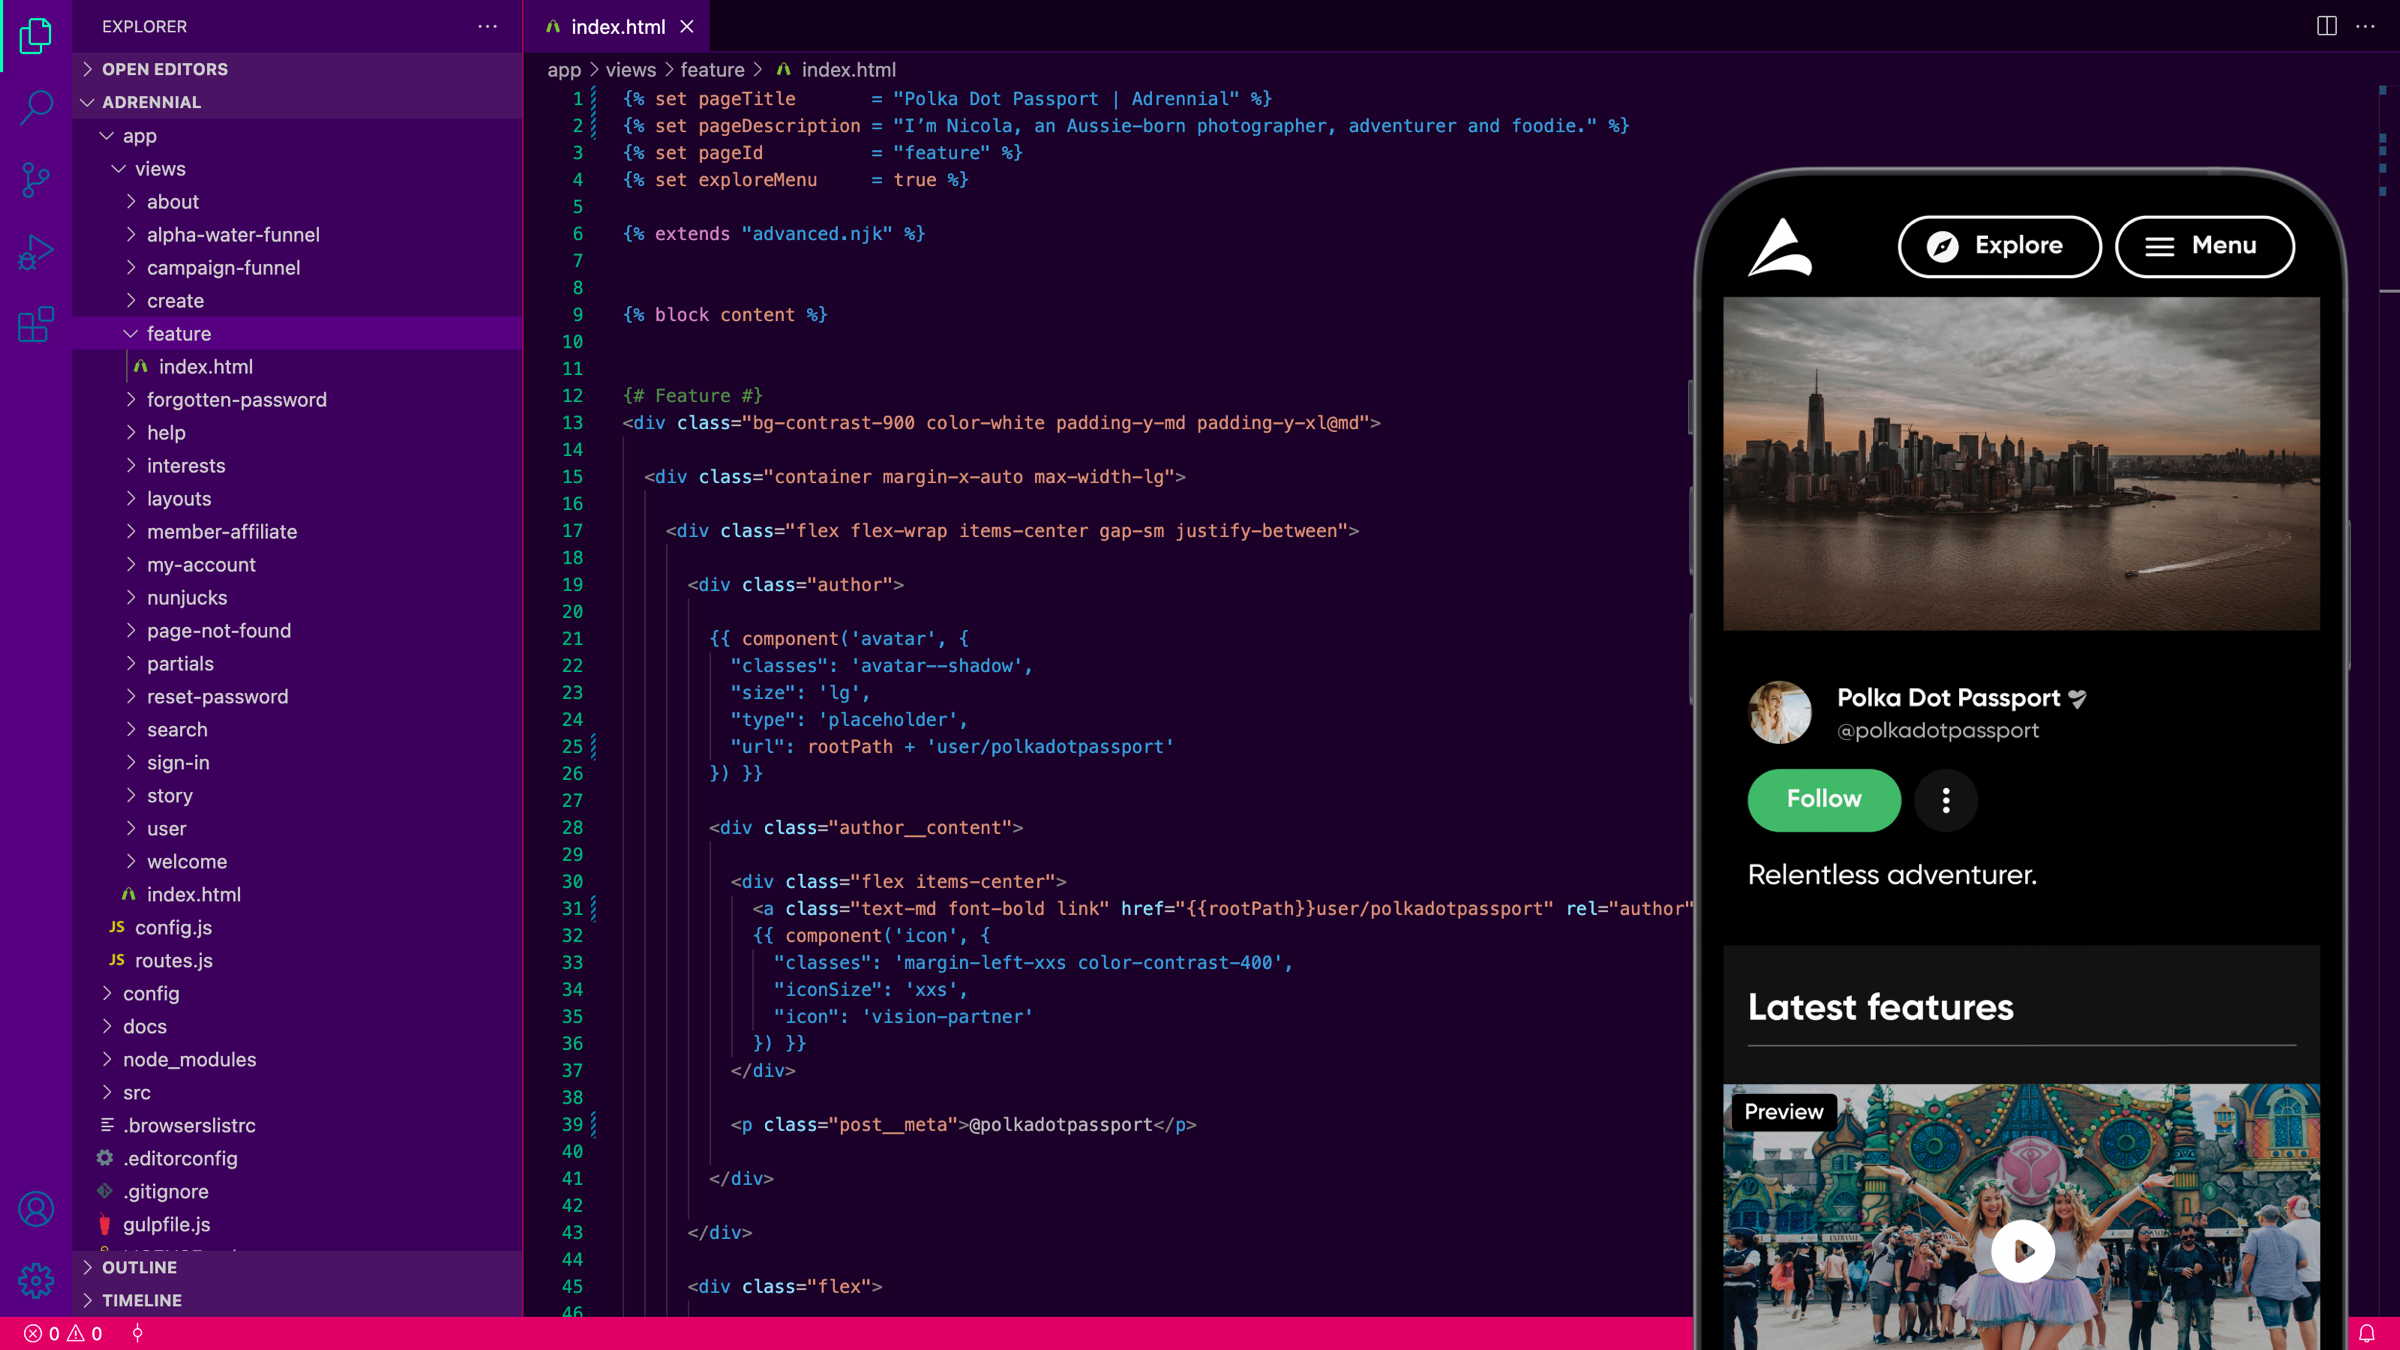 EXPLORER
OPEN EDITORS
ADRENNIAL
app
views
about
alpha-water-funnel
campaign-funnel
create
feature
index.html
forgotten-password
help
interests
layouts
member-affiliate
my-account
nunjucks
page-not-found
partials
reset-password
search
sign-in
story
user
welcome
index.html
JS config.js
JS routes.js
config
docs
node_modules
src
.browserslistrc
.editorconfig
.gitignore
gulpfile.js
OUTLINE
TIMELINE
0 0
index.html
app > views > feature > index.html
1 {% set pageTitle = "Polka Dot Passport | Adrennial" %}
2 {% set pageDescription = "I’m Nicola, an Aussie-born photographer, adventurer and foodie." %}
3 {% set pageId = "feature" %}
4 {% set exploreMenu = true %}
5
6 {% extends "advanced.njk" %}
7
8
9 {% block content %}
10
11
12 {# Feature #}
13 <div class="bg-contrast-900 color-white padding-y-md padding-y-xl@md">
14
15 <div class="container margin-x-auto max-width-lg">
16
17 <div class="flex flex-wrap items-center gap-sm justify-between">
18
19 <div class="author">
20
21 {{ component('avatar', {
22 "classes": 'avatar--shadow',
23 "size": 'lg',
24 "type": 'placeholder',
25 "url": rootPath + 'user/polkadotpassport'
26 }) }}
27
28 <div class="author__content">
29
30 <div class="flex items-center">
31 <a class="text-md font-bold link" href="{{rootPath}}user/polkadotpassport" rel="author"
32 {{ component('icon', {
33 "classes": 'margin-left-xxs color-contrast-400',
34 "iconSize": 'xxs',
35 "icon": 'vision-partner'
36 }) }}
37 </div>
38
39 <p class="post__meta">@polkadotpassport</p>
40
41 </div>
42
43 </div>
44
45 <div class="flex">
46
Explore
Menu
Polka Dot Passport
@polkadotpassport
Follow
Relentless adventurer.
Latest features
Preview